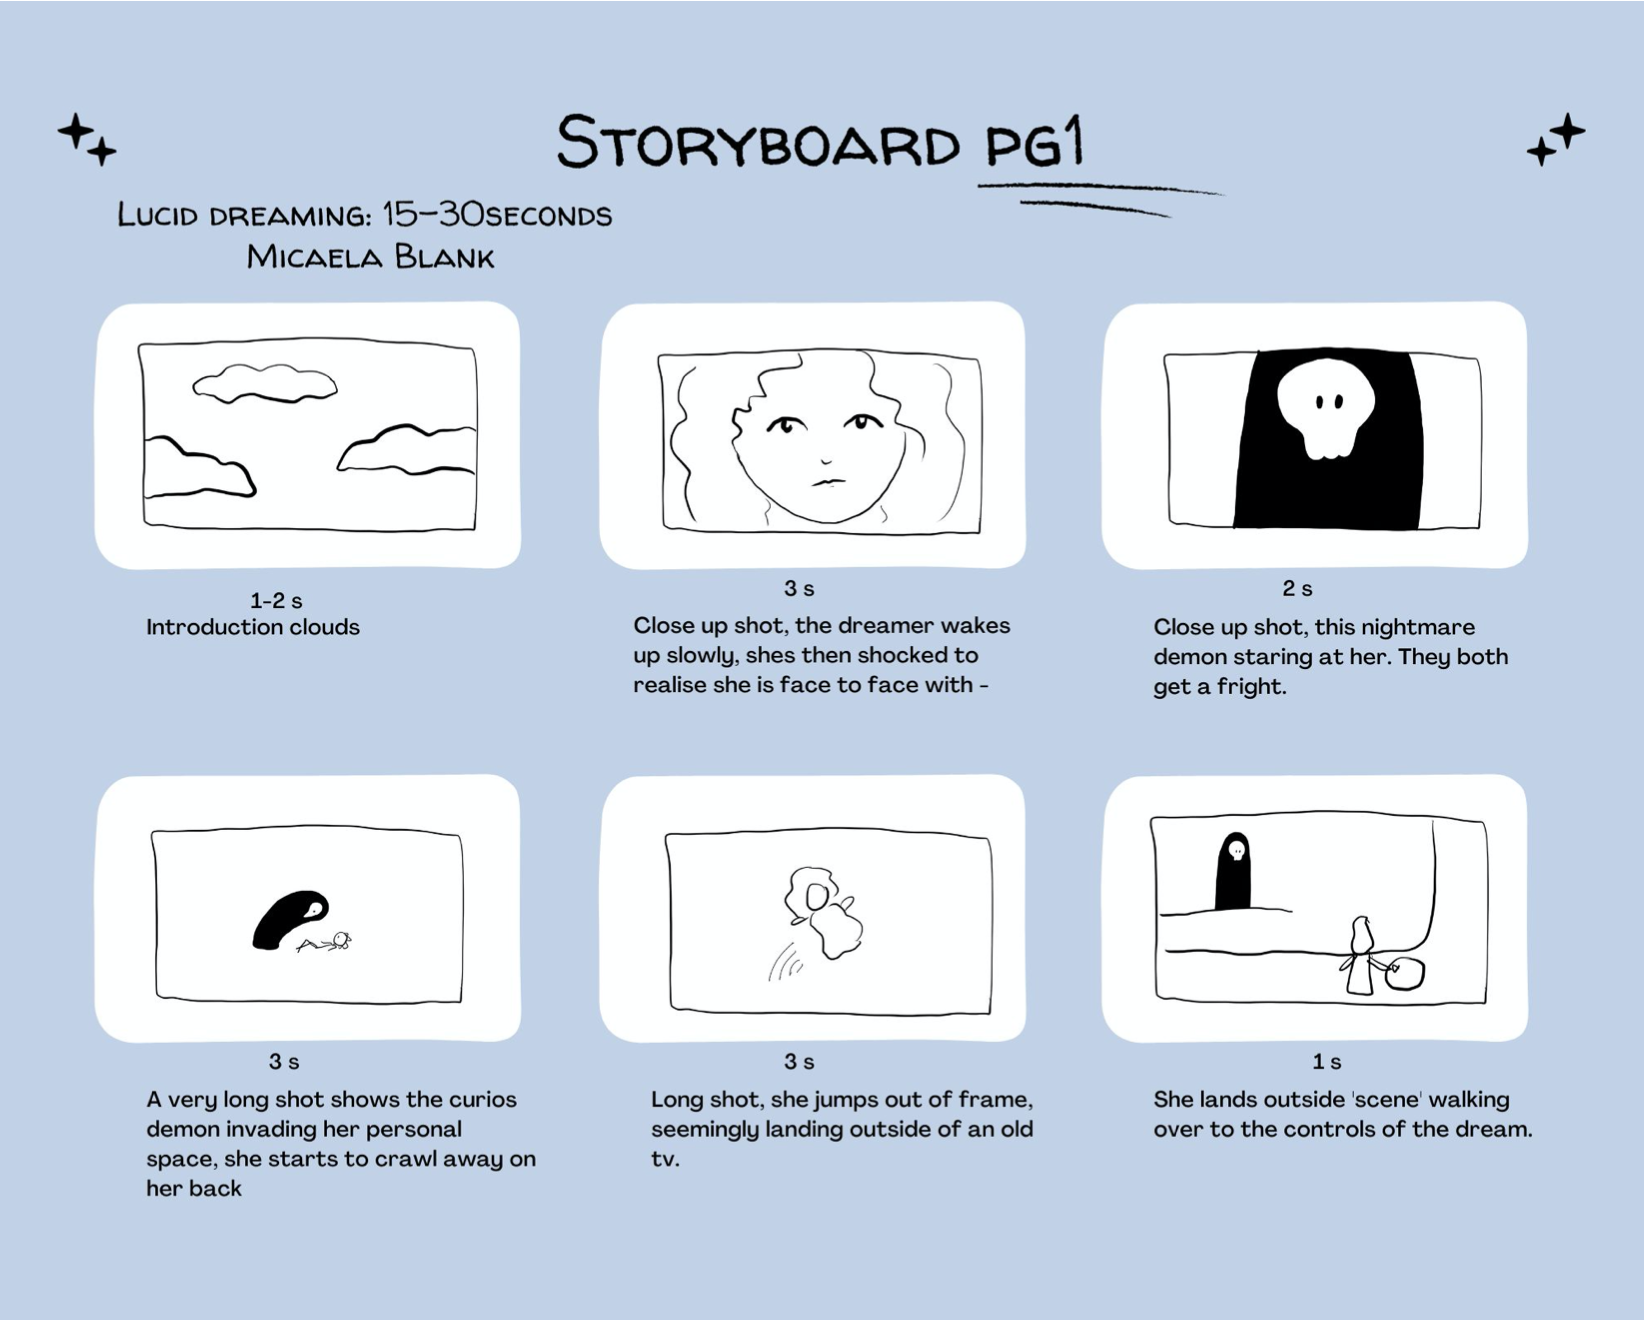 STORYBOARD PG1
LUCID DREAMING: 15-30SECONDS
MICAELA BLANK
1-2 s
Introduction clouds
3 s
Close up shot, the dreamer wakes
up slowly, shes then shocked to
realise she is face to face with -
2 s
Close up shot, this nightmare
demon staring at her. They both
get a fright.
3 s
A very long shot shows the curios
demon invading her personal
space, she starts to crawl away on
her back
3 s
Long shot, she jumps out of frame,
seemingly landing outside of an old
tv.
1 s
She lands outside 'scene' walking
over to the controls of the dream.